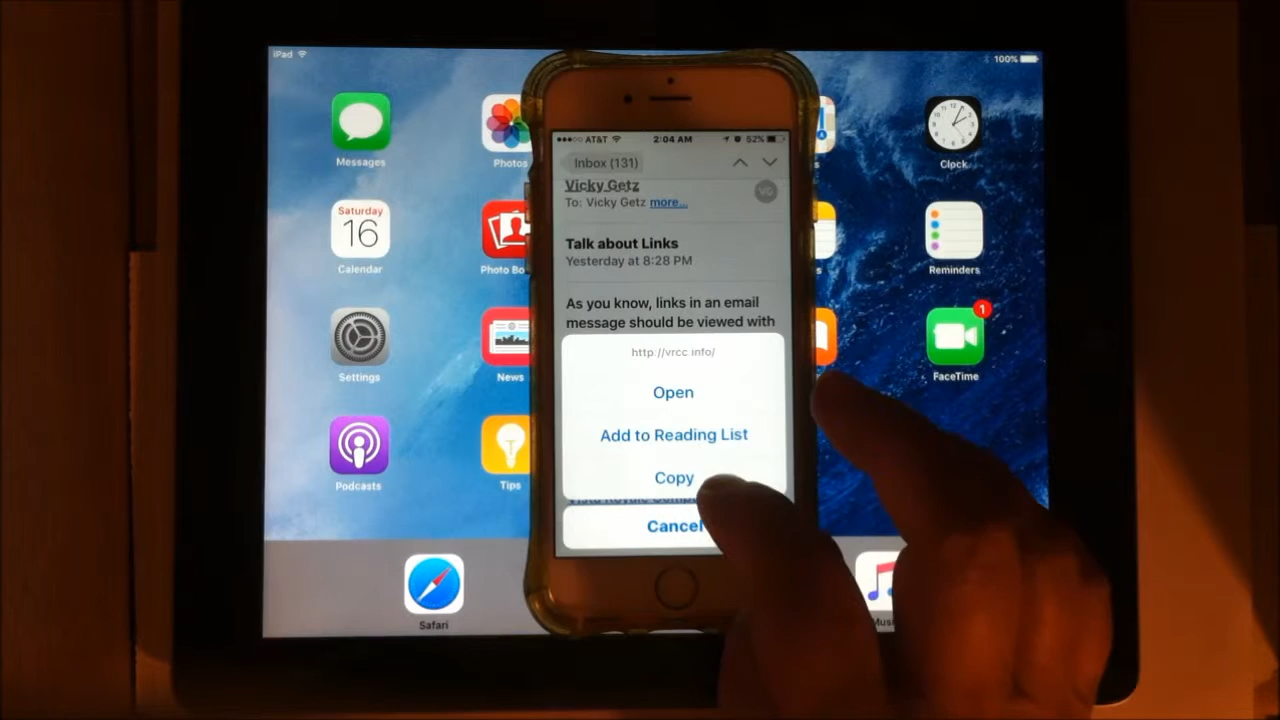 iPad
100%
Messages
Photos
Clock
Saturday
16
Calendar
Photo Bo
Reminders
Settings
News
1
FaceTime
Podcasts
Tips
Safari
Mus
AT&T 2:04 AM 52%
Inbox (131)
Vicky Getz
VG
To: Vicky Getz more...
Talk about Links
Yesterday at 8:28 PM
As you know, links in an email
message should be viewed with
http://vrcc.info/
Open
Add to Reading List
Copy
Cancel